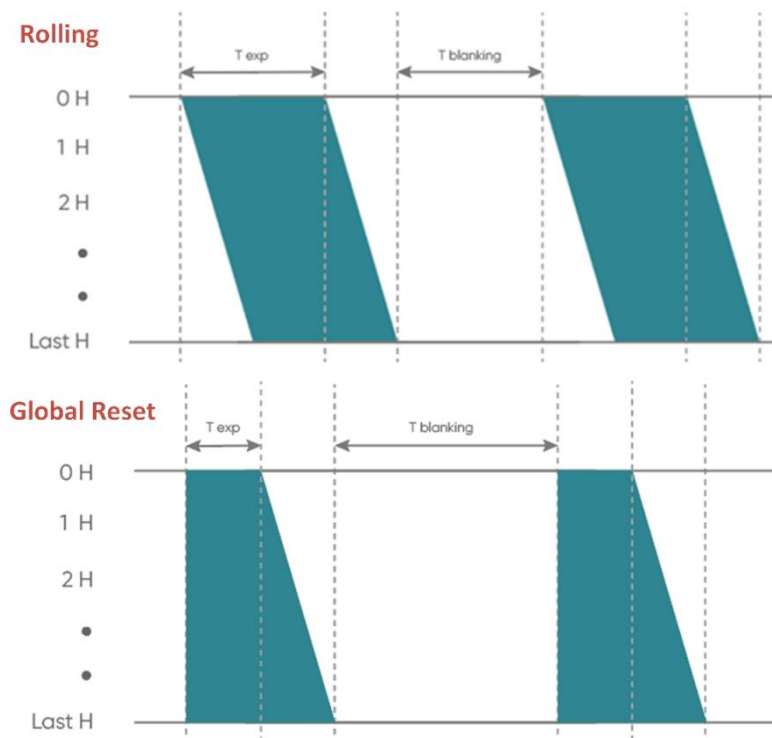 Rolling
T exp
T blanking
0 H
1 H
2 H
Last H
Global Reset
T exp
T blanking
0 H
1 H
2 H
Last H